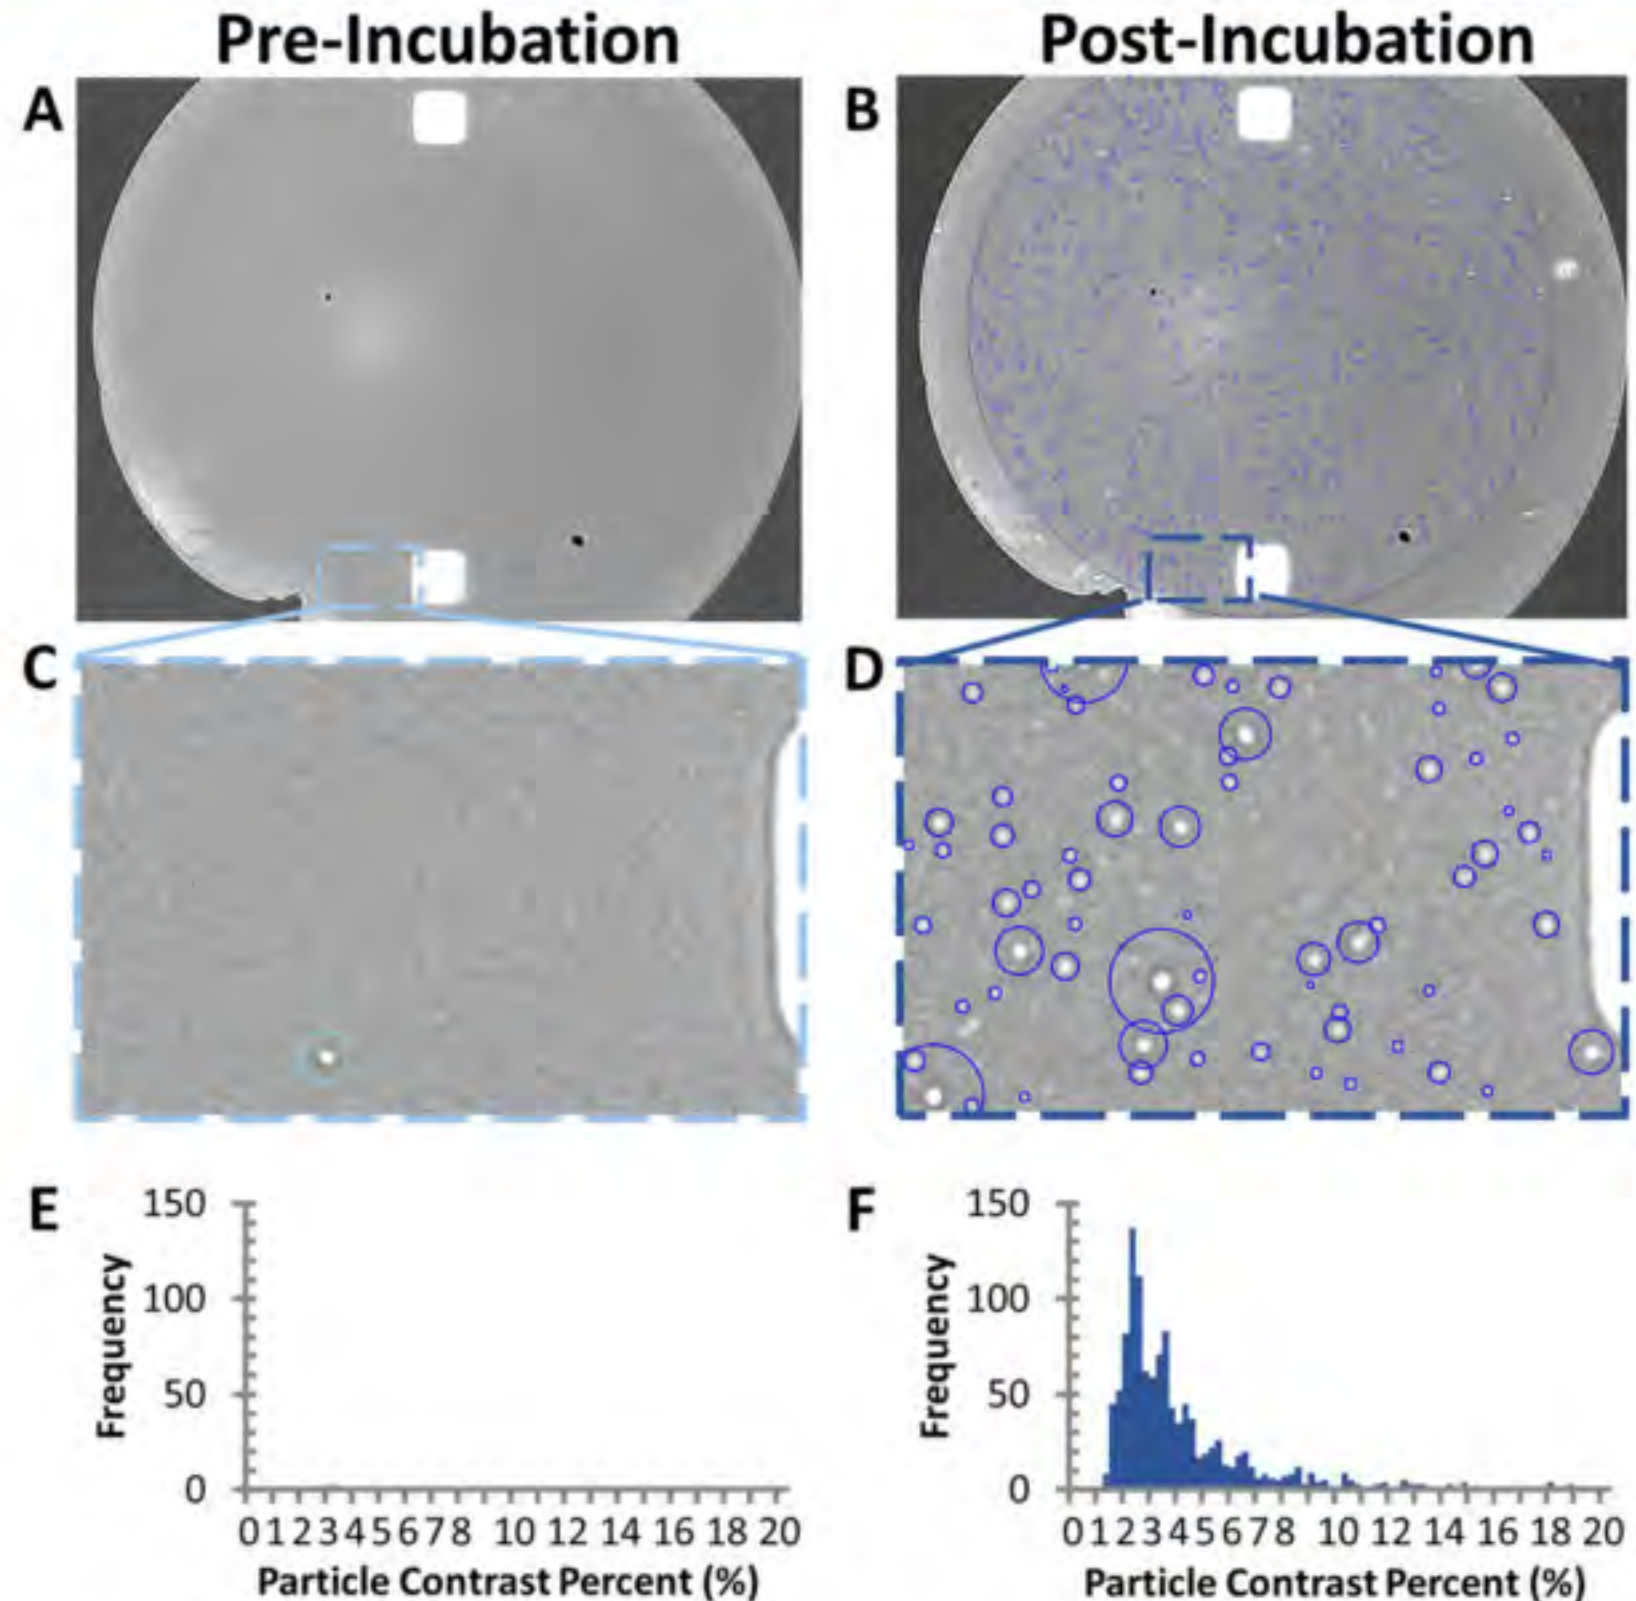 Pre-Incubation Post-Incubation
A B
C D
E F
150 150
100 100
50 50
0 0
Frequency Frequency
0 1 2 3 4 5 6 7 8 10 12 14 16 18 20 0 1 2 3 4 5 6 7 8 10 12 14 16 18 20
Particle Contrast Percent (%) Particle Contrast Percent (%)